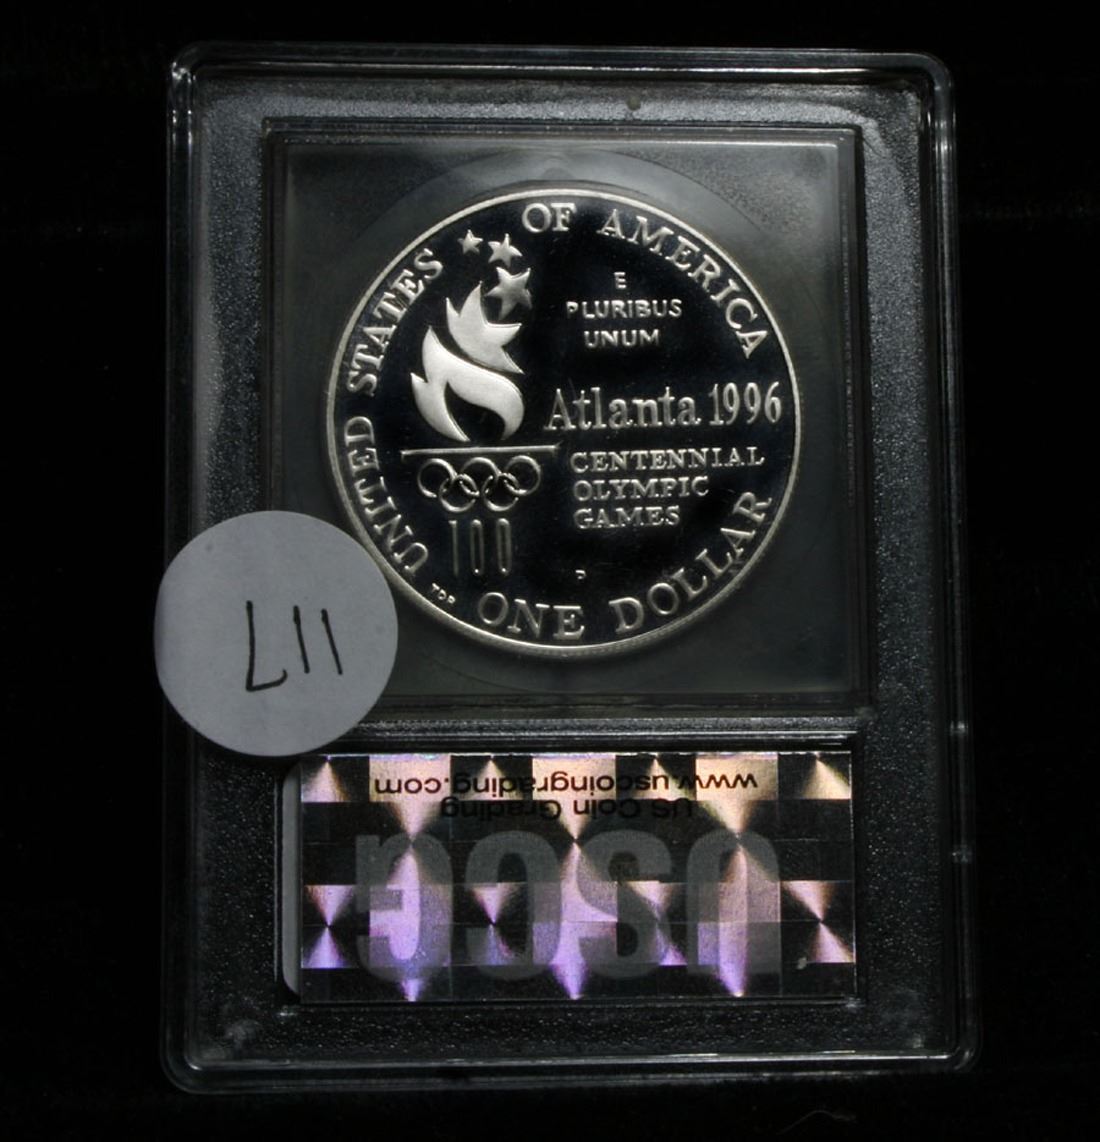 UNITED STATES OF AMERICA
E
PLURIBUS
UNUM
Atlanta 1996
CENTENNIAL
OLYMPIC
GAMES
100
P
TDR
ONE DOLLAR
117
USCG
US Coin Grading
www.uscoingrading.com